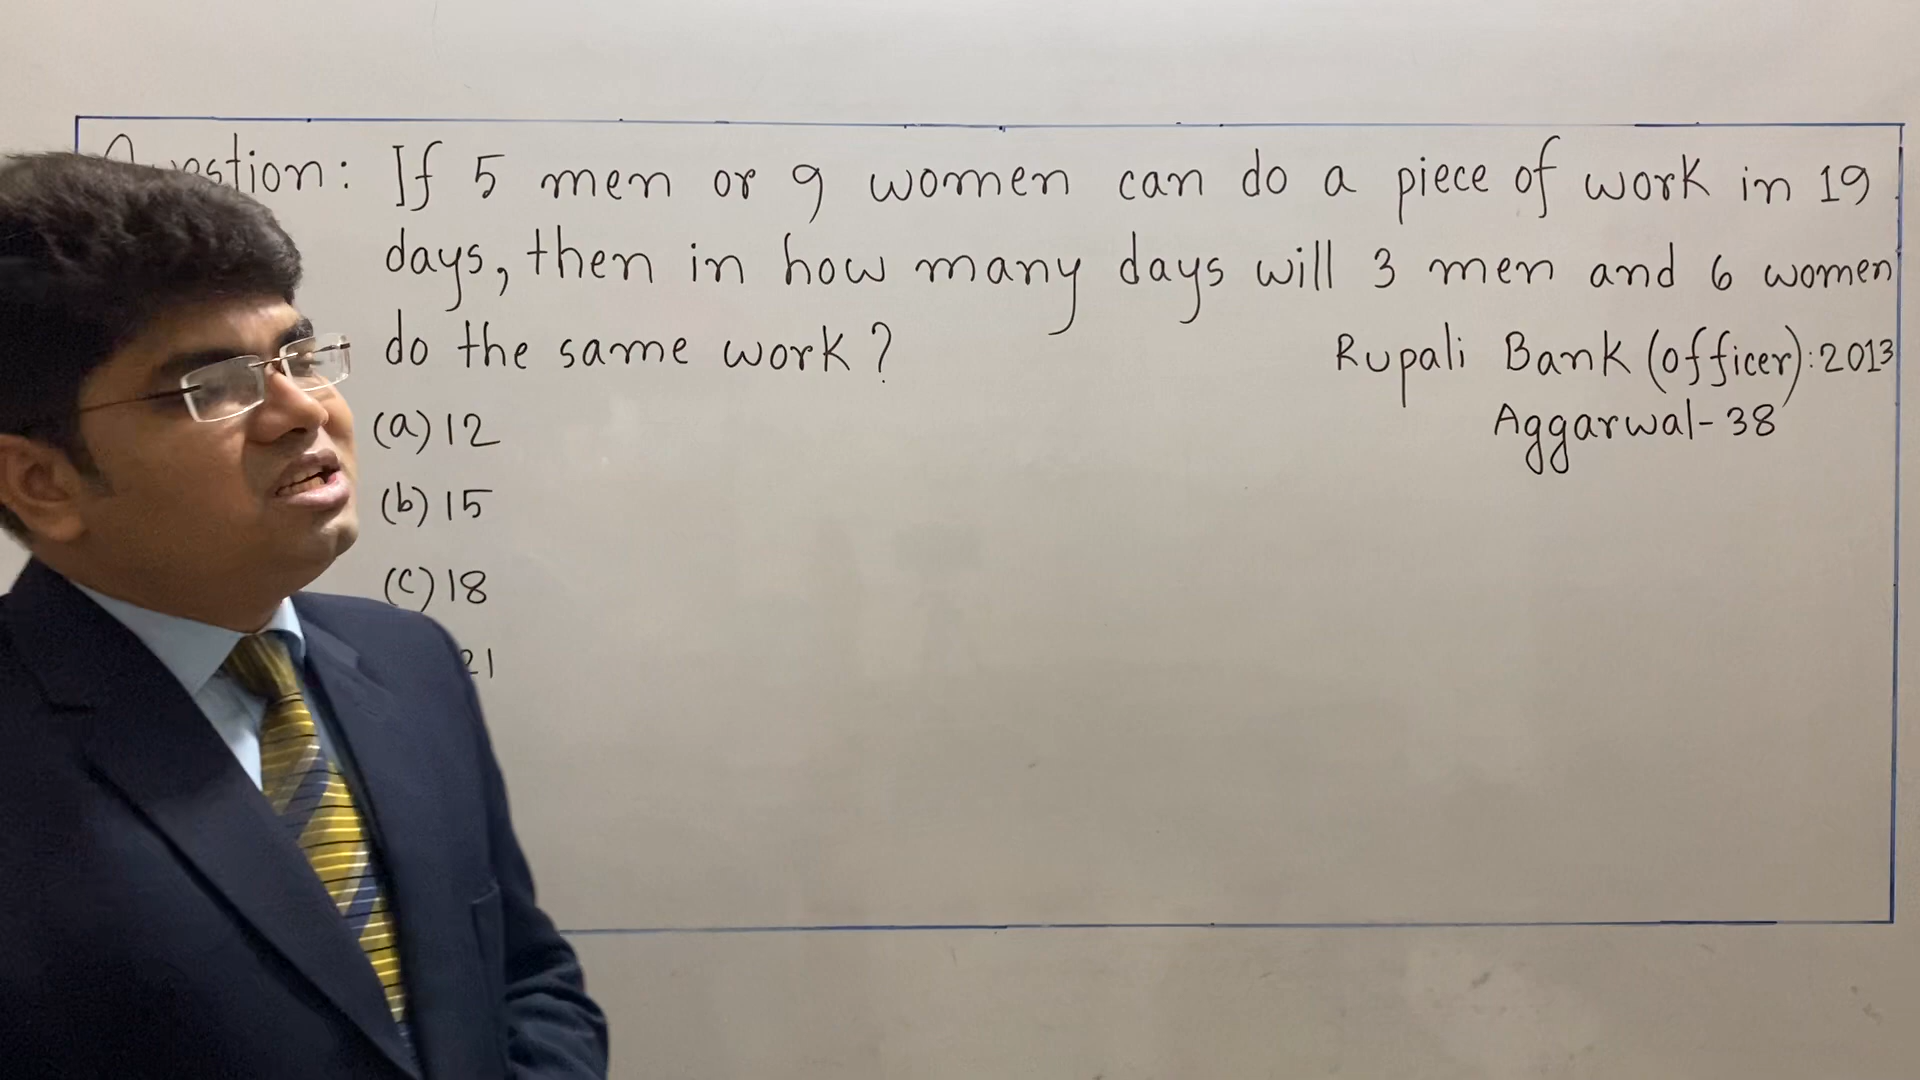 Question: If 5 men or 9 women can do a piece of work in 19
days, then in how many days will 3 men and 6 women
do the same work?
Rupali Bank (officer): 2013
Aggarwal-38
(a) 12
(b) 15
(c) 18
21